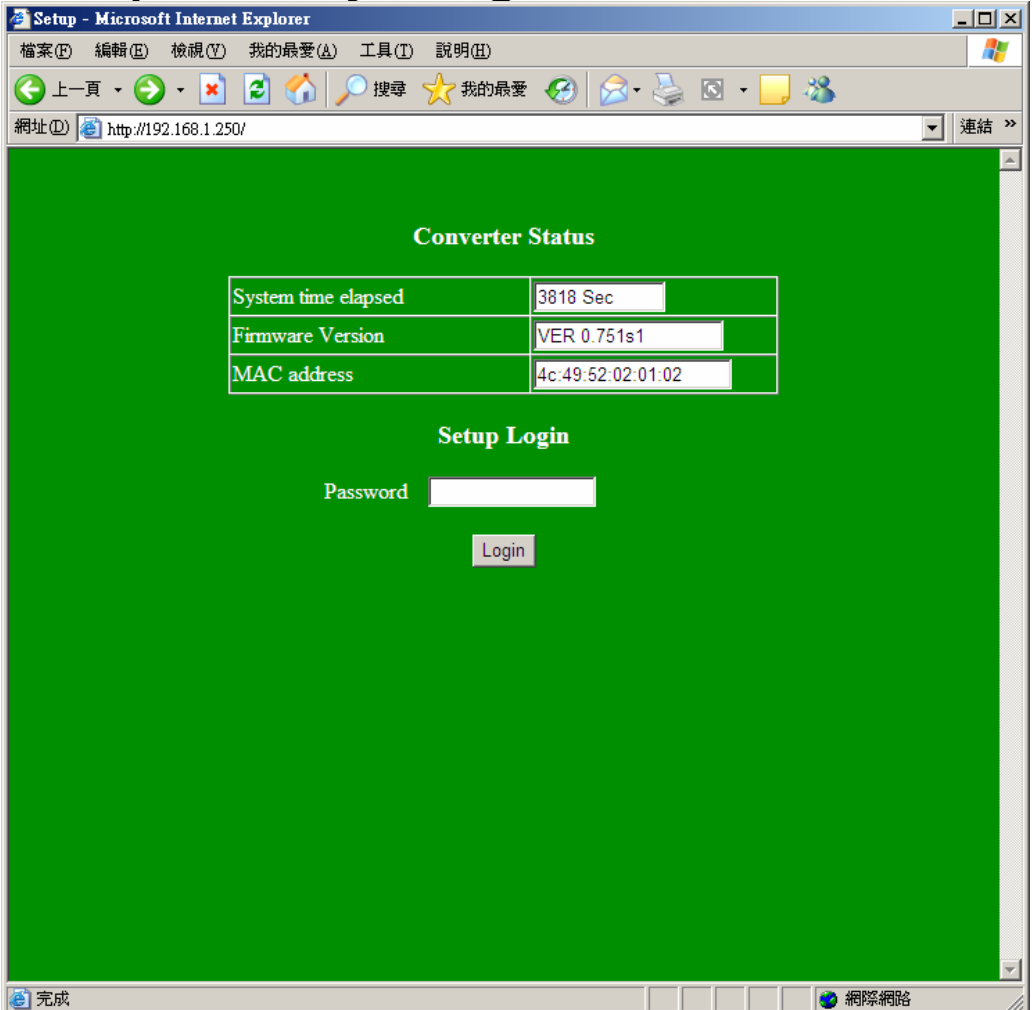 Setup - Microsoft Internet Explorer
檔案(F) 編輯(E) 檢視(V) 我的最愛(A) 工具(T) 說明(H)
上一頁 搜尋 我的最愛
網址(D) http://192.168.1.250/ 連結 »
Converter Status
System time elapsed 3818 Sec
Firmware Version VER 0.751s1
MAC address 4c:49:52:02:01:02
Setup Login
Password
Login
完成 網際網路